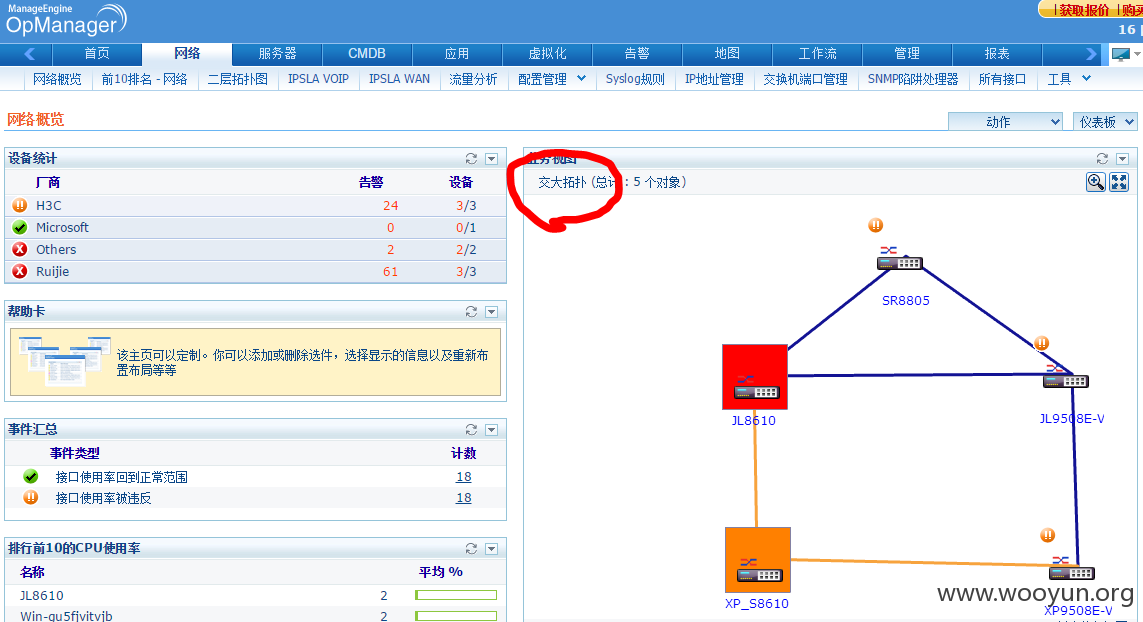 ManageEngine
OpManager
获取报价 | 购买
16
首页 网络 服务器 CMDB 应用 虚拟化 告警 地图 工作流 管理 报表
网络概览 前10排名 - 网络 二层拓扑图 IPSLA VOIP IPSLA WAN 流量分析 配置管理 Syslog规则 IP地址管理 交换机端口管理 SNMP陷阱处理器 所有接口 工具
网络概览
动作 仪表板
设备统计
厂商 告警 设备
H3C 24 3/3
Microsoft 0 0/1
Others 2 2/2
Ruijie 61 3/3
帮助卡
该主页可以定制。你可以添加或删除选件，选择显示的信息以及重新布
置布局等等
事件汇总
事件类型 计数
接口使用率回到正常范围 18
接口使用率被违反 18
排行前10的CPU使用率
名称 平均 %
JL8610 2
Win-qu5fjvitvjb 2
业务视图
交大拓扑 (总计 : 5 个对象)
SR8805
JL8610
JL9508E-V
XP_S8610
XP9508E-V
www.wooyun.org